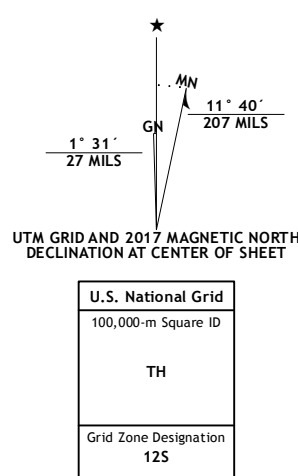 ★
MN
GN
11° 40´
207 MILS
1° 31´
27 MILS
UTM GRID AND 2017 MAGNETIC NORTH
DECLINATION AT CENTER OF SHEET
U.S. National Grid
100,000-m Square ID
TH
Grid Zone Designation
12S